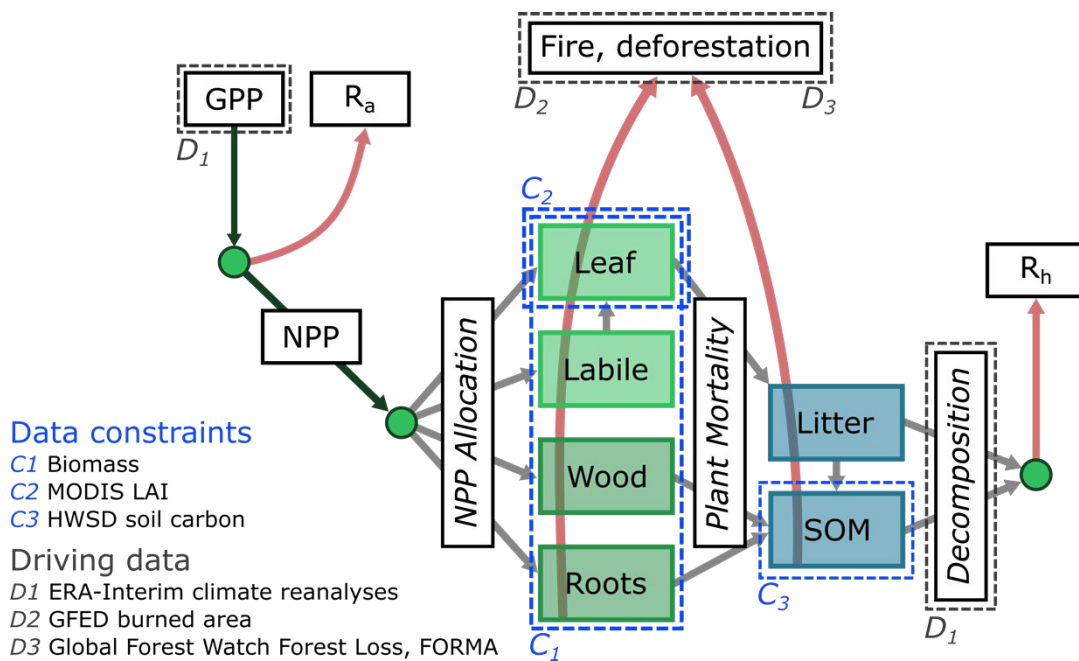 Fire, deforestation
D2
D3
GPP
D1
Ra
C2
Leaf
NPP
Labile
NPP Allocation
Wood
Roots
C1
Plant Mortality
Litter
SOM
C3
Decomposition
D1
Rh
Data constraints
C1 Biomass
C2 MODIS LAI
C3 HWSD soil carbon
Driving data
D1 ERA-Interim climate reanalyses
D2 GFED burned area
D3 Global Forest Watch Forest Loss, FORMA